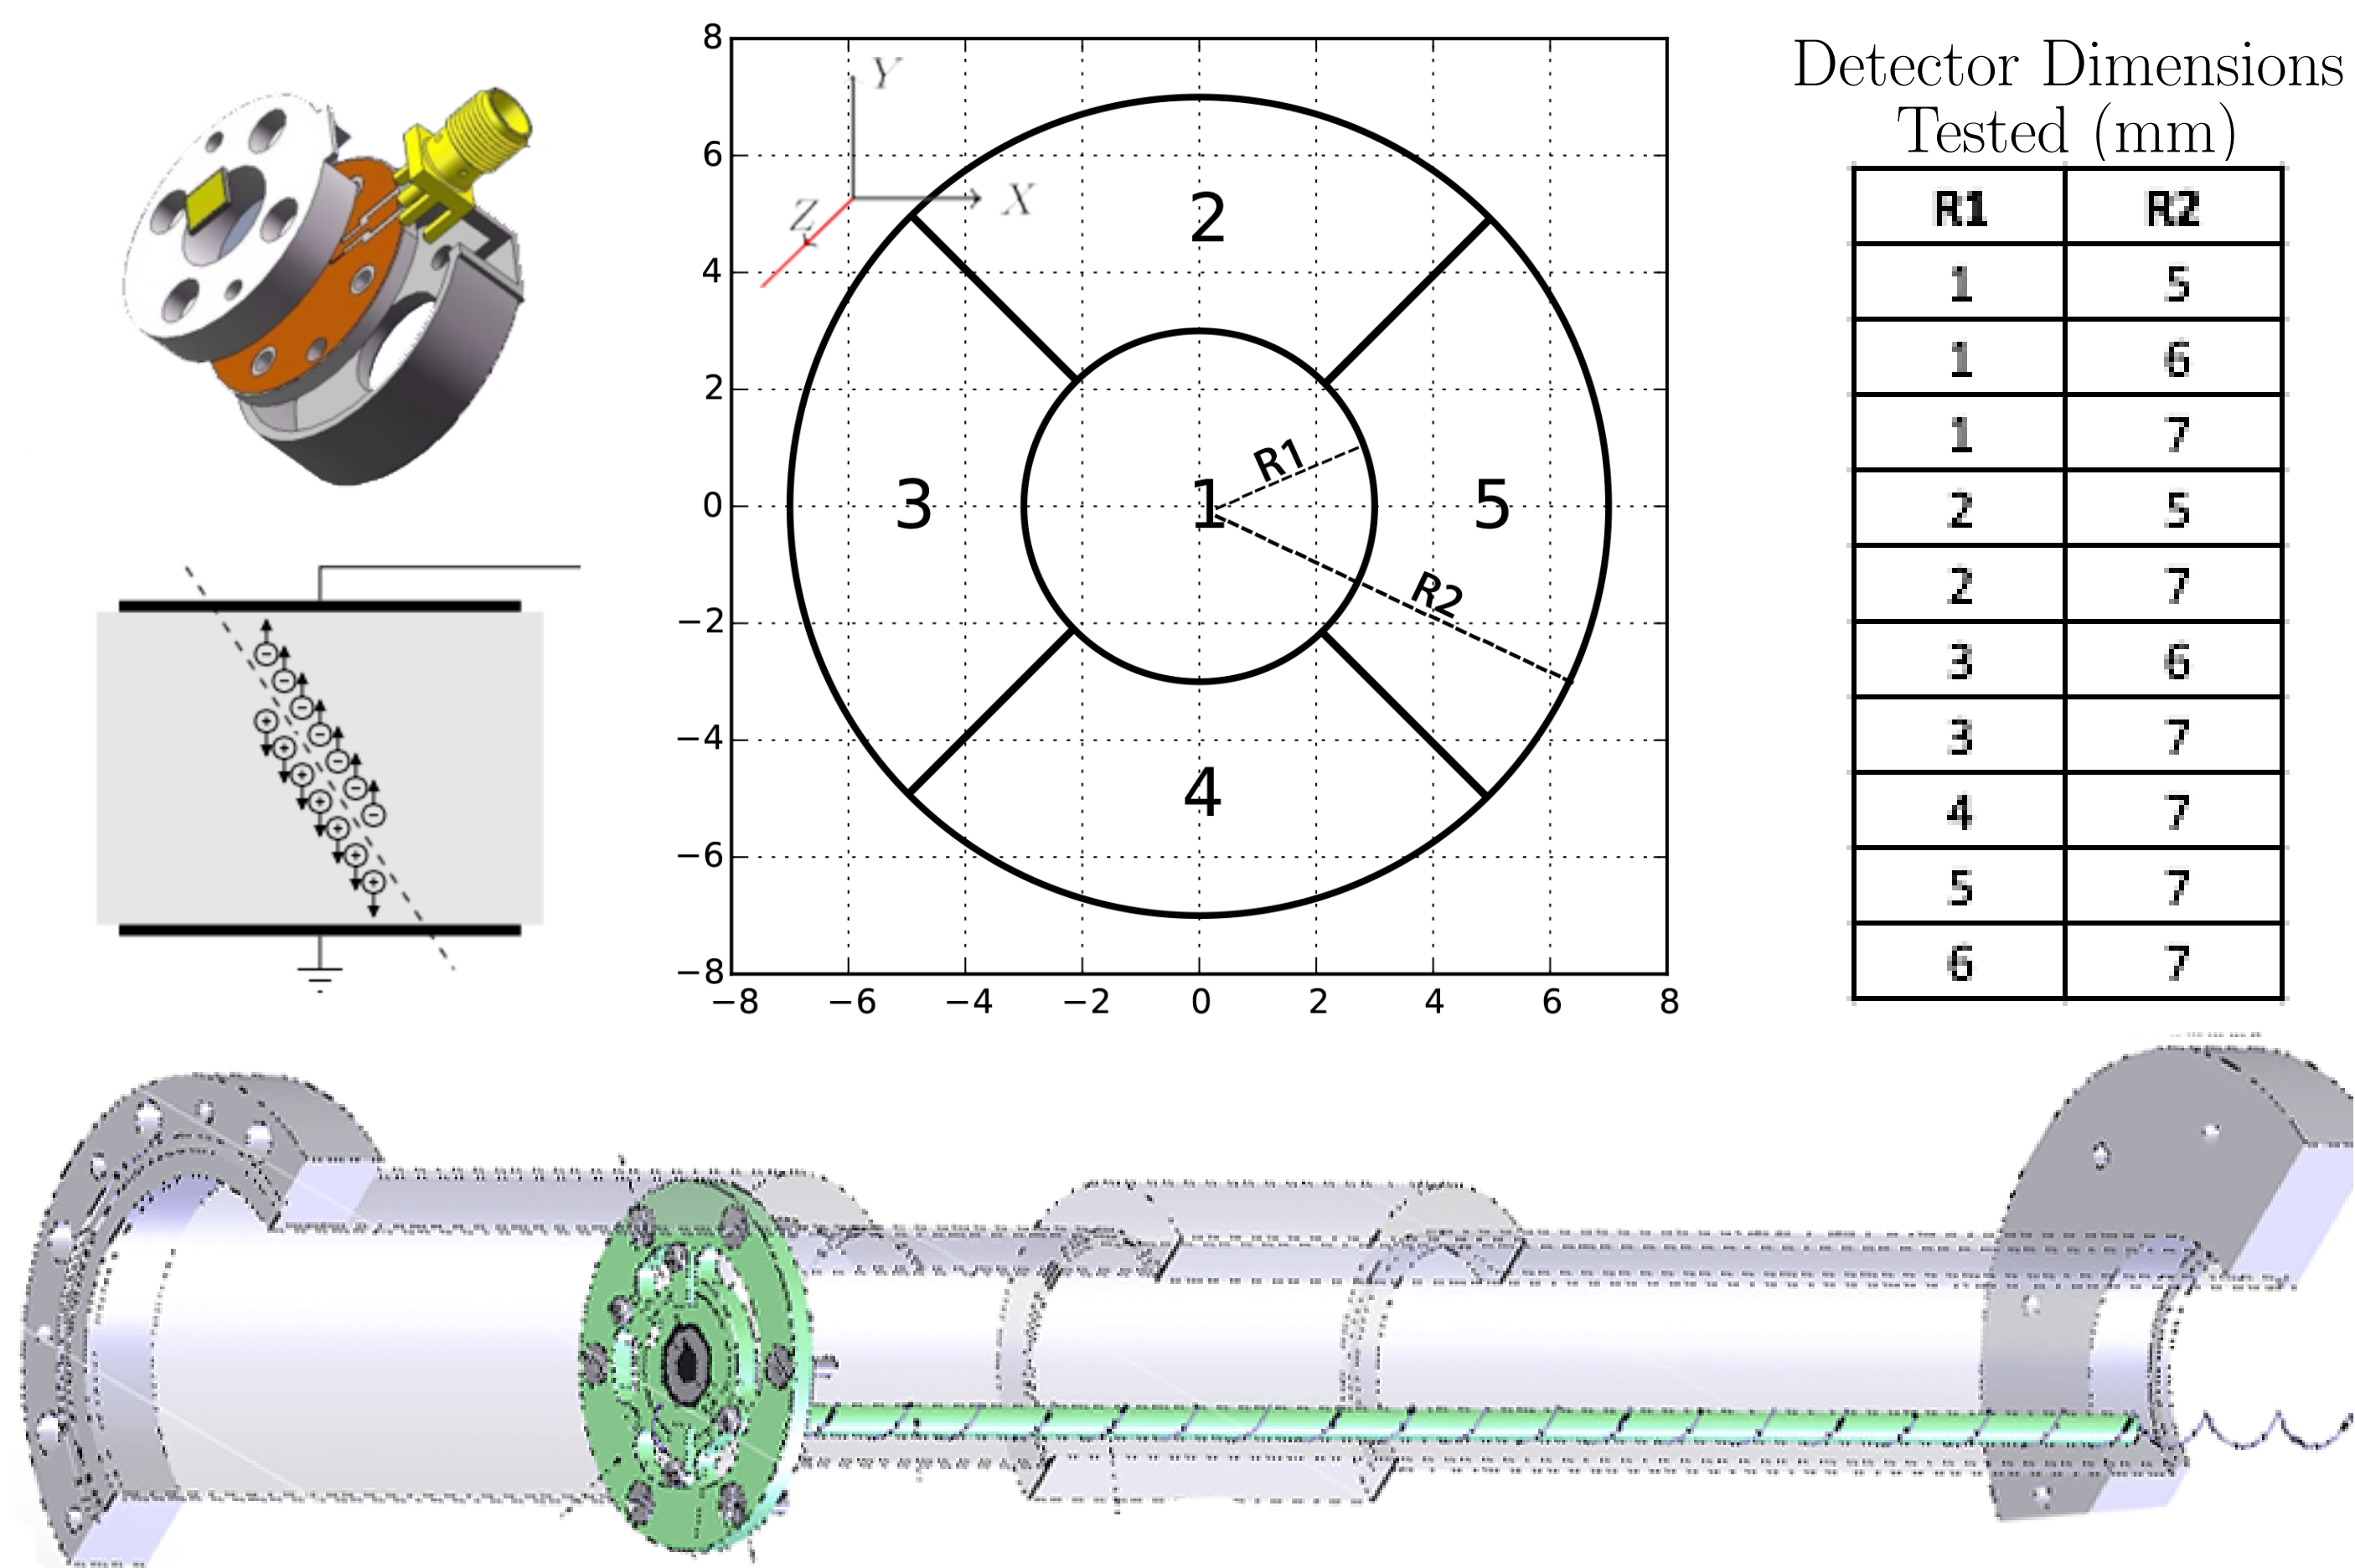 Detector Dimensions
Tested (mm)
R1 R2
1 5
1 6
1 7
2 5
2 7
3 6
3 7
4 7
5 7
6 7
8
6
4
2
0
−2
−4
−6
−8
−8 −6 −4 −2 0 2 4 6 8
Y
X
Z
2
3
1
5
4
R1
R2